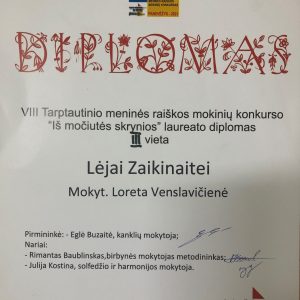 DIPLOMAS
VIII Tarptautinio meninės raiškos mokinių konkurso
"Iš močiutės skrynios" laureato diplomas
III vieta
Lėjai Zaikinaitei
Mokyt. Loreta Venslavičienė
Pirmininkė: - Eglė Buzaitė, kanklių mokytoja;
Nariai:
- Rimantas Baublinskas,birbynės mokytojas metodininkas;
- Julija Kostina, solfedžio ir harmonijos mokytoja.